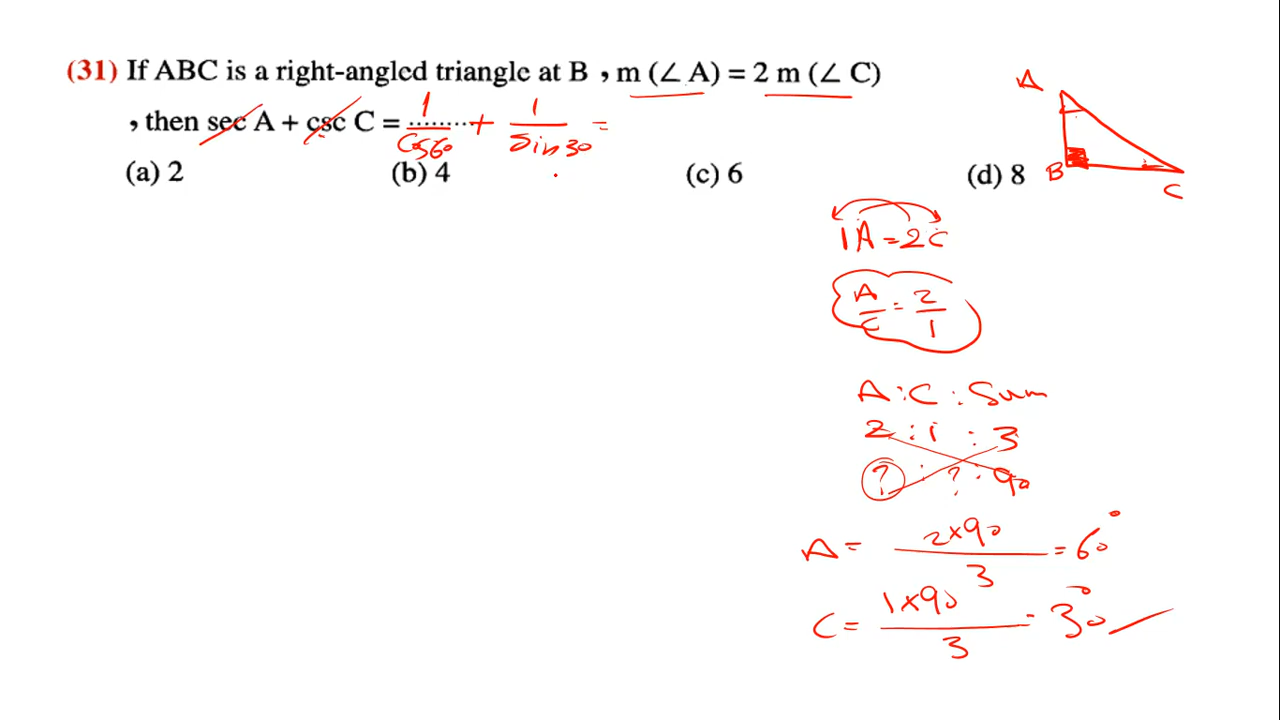 (31) If ABC is a right-angled triangle at B , m (∠ A) = 2 m (∠ C)
, then sec A + csc C = .......... 1/cos60 + 1/sin30 =
(a) 2 (b) 4 (c) 6 (d) 8
A
B
C
1A = 2C
A/C = 2/1
A : C : Sum
2 : 1 : 3
? : ? : 90
A = 2×90/3 = 60°
C = 1×90/3 = 30°